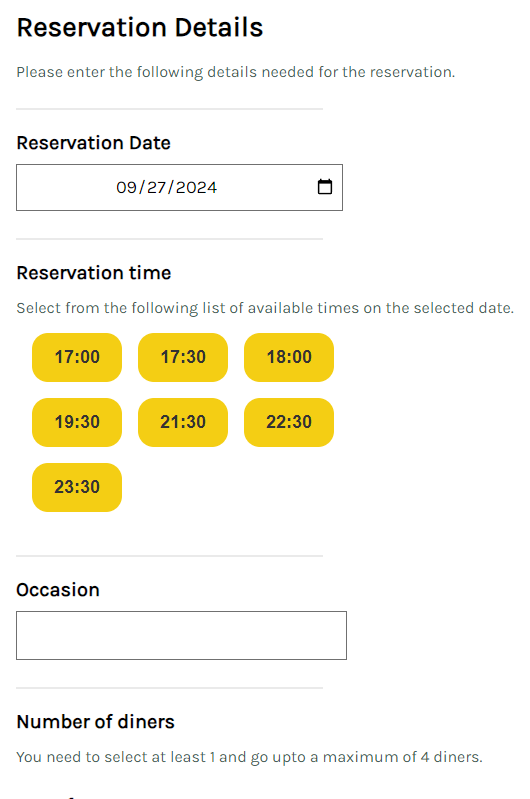 Reservation Details
Please enter the following details needed for the reservation.
Reservation Date
09/27/2024
Reservation time
Select from the following list of available times on the selected date.
17:00 17:30 18:00
19:30 21:30 22:30
23:30
Occasion
Number of diners
You need to select at least 1 and go upto a maximum of 4 diners.